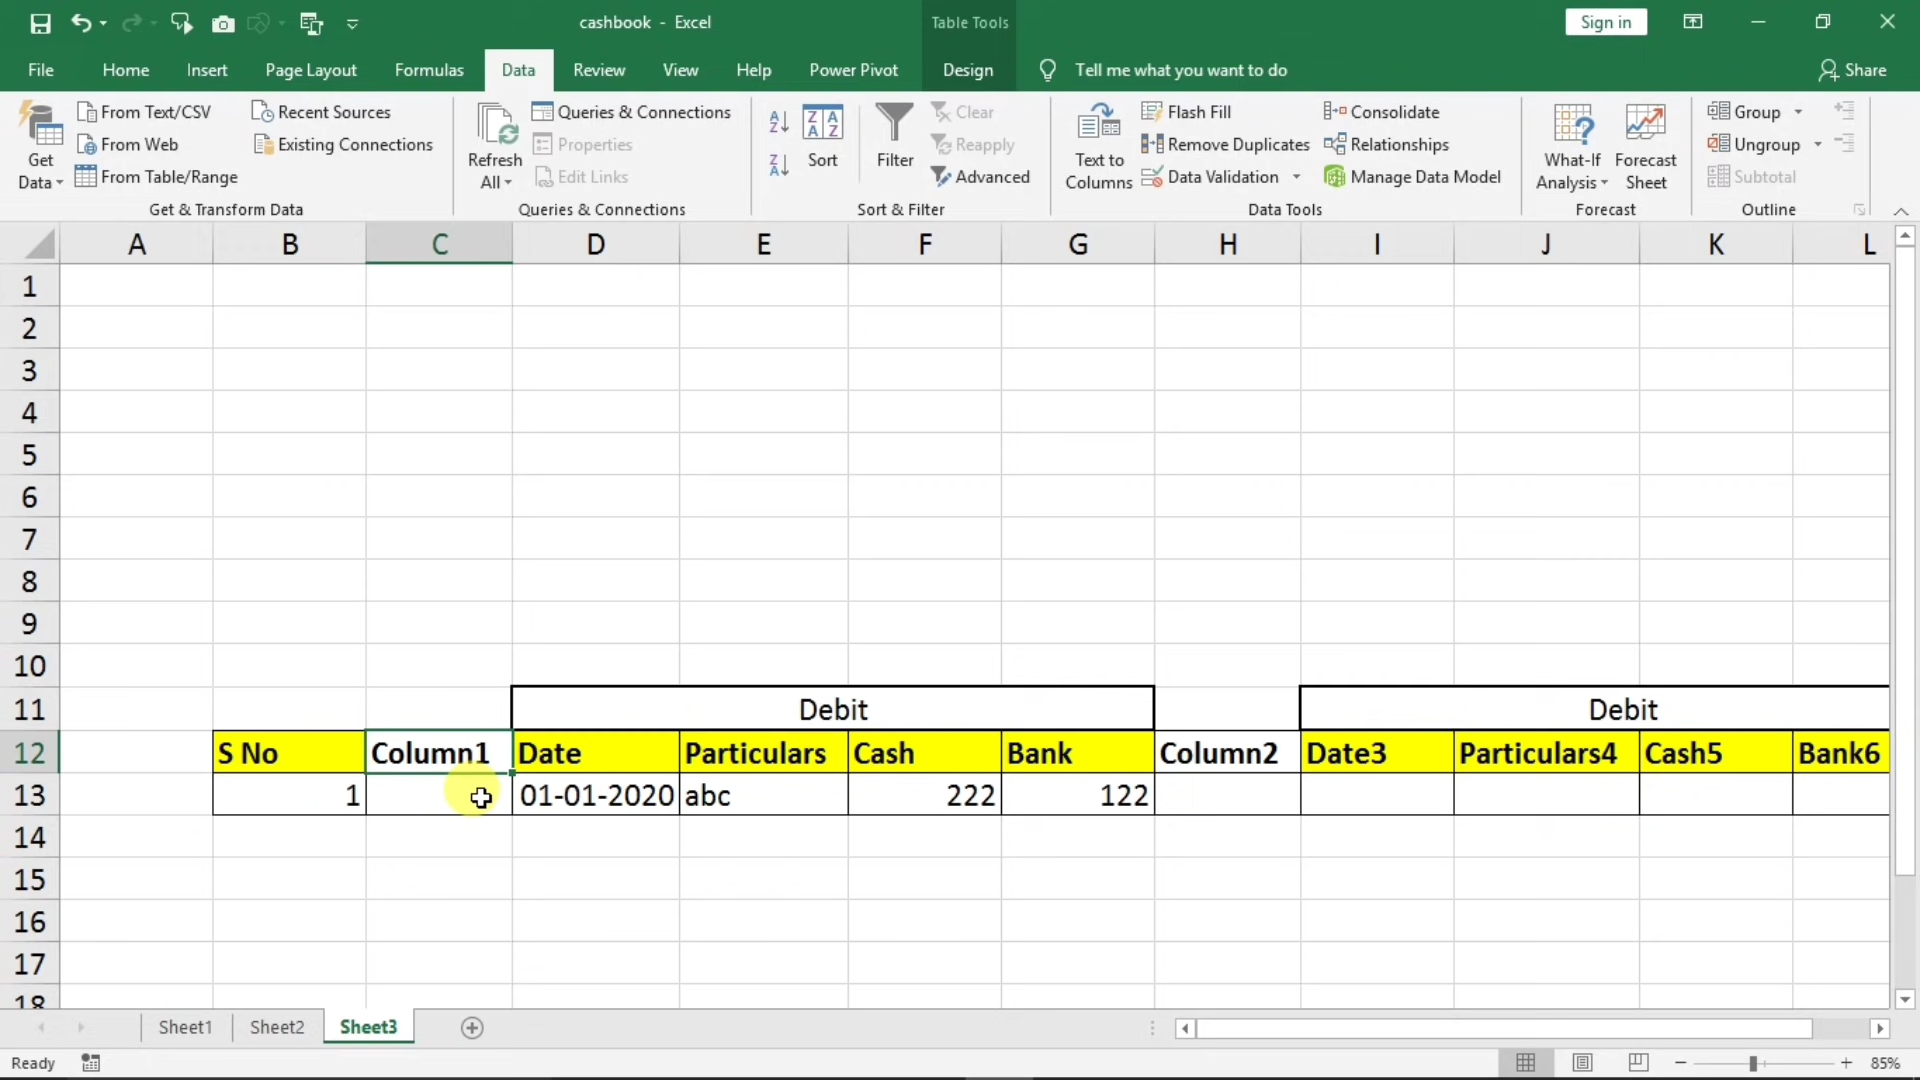 cashbook - Excel
Table Tools
Sign in
File
Home
Insert
Page Layout
Formulas
Data
Review
View
Help
Power Pivot
Design
Tell me what you want to do
Share
Get Data
From Text/CSV
From Web
From Table/Range
Recent Sources
Existing Connections
Get & Transform Data
Refresh All
Queries & Connections
Properties
Edit Links
Queries & Connections
Sort
Filter
Clear
Reapply
Advanced
Sort & Filter
Text to Columns
Flash Fill
Remove Duplicates
Data Validation
Consolidate
Relationships
Manage Data Model
Data Tools
What-If Analysis
Forecast Sheet
Forecast
Group
Ungroup
Subtotal
Outline
A B C D E F G H I J K L
1
2
3
4
5
6
7
8
9
10
11 Debit Debit
12 S No Column1 Date Particulars Cash Bank Column2 Date3 Particulars4 Cash5 Bank6
13 1 01-01-2020 abc 222 122
14
15
16
17
18
Sheet1 Sheet2 Sheet3
Ready
85%